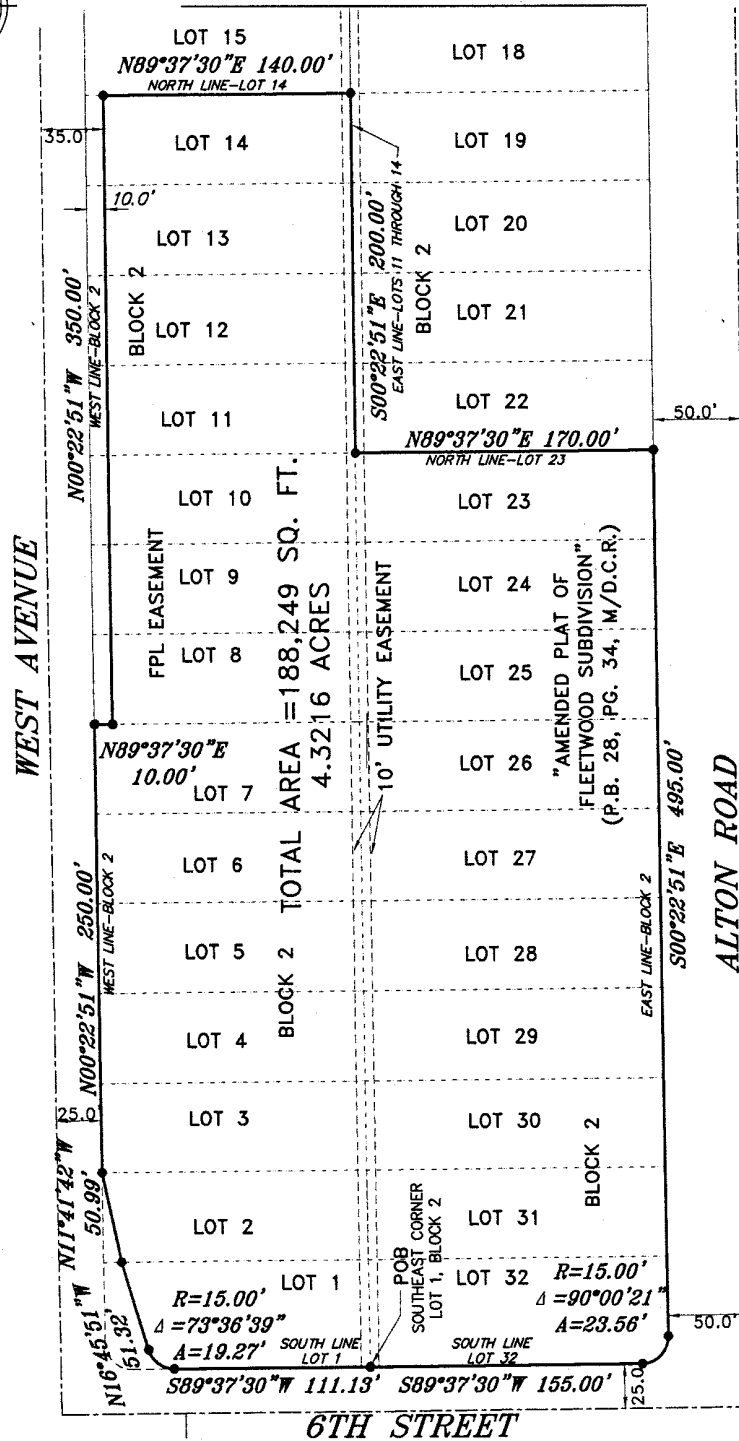 LOT 15
N89°37'30"E 140.00'
NORTH LINE-LOT 14
LOT 18
35.0'
LOT 14
LOT 19
10.0'
LOT 13
LOT 20
S00°22'51"E 200.00'
EAST LINE-LOTS 11 THROUGH 14
BLOCK 2
BLOCK 2
N00°22'51"W 350.00'
WEST LINE-BLOCK 2
LOT 12
LOT 21
LOT 11
LOT 22
50.0'
N89°37'30"E 170.00'
NORTH LINE-LOT 23
LOT 10
LOT 23
WEST AVENUE
FPL EASEMENT
LOT 9
LOT 24
LOT 8
LOT 25
TOTAL AREA =188,249 SQ. FT.
4.3216 ACRES
10' UTILITY EASEMENT
"AMENDED PLAT OF
FLEETWOOD SUBDIVISION"
(P.B. 28, PG. 34, M/D.C.R.)
N89°37'30"E
10.00'
LOT 7
LOT 26
LOT 6
LOT 27
N00°22'51"W 250.00'
WEST LINE-BLOCK 2
LOT 5
LOT 28
BLOCK 2
EAST LINE-BLOCK 2
S00°22'51"E 495.00'
ALTON ROAD
LOT 4
LOT 29
25.0'
LOT 3
LOT 30
N11°41'42"W
50.99'
LOT 2
LOT 31
BLOCK 2
POB
SOUTHEAST CORNER
LOT 1, BLOCK 2
LOT 1
LOT 32
N16°45'51"W
51.32'
R=15.00'
Δ=73°36'39"
A=19.27'
R=15.00'
Δ=90°00'21"
A=23.56'
50.0'
SOUTH LINE
LOT 1
SOUTH LINE
LOT 32
S89°37'30"W 111.13'
S89°37'30"W 155.00'
25.0
6TH STREET